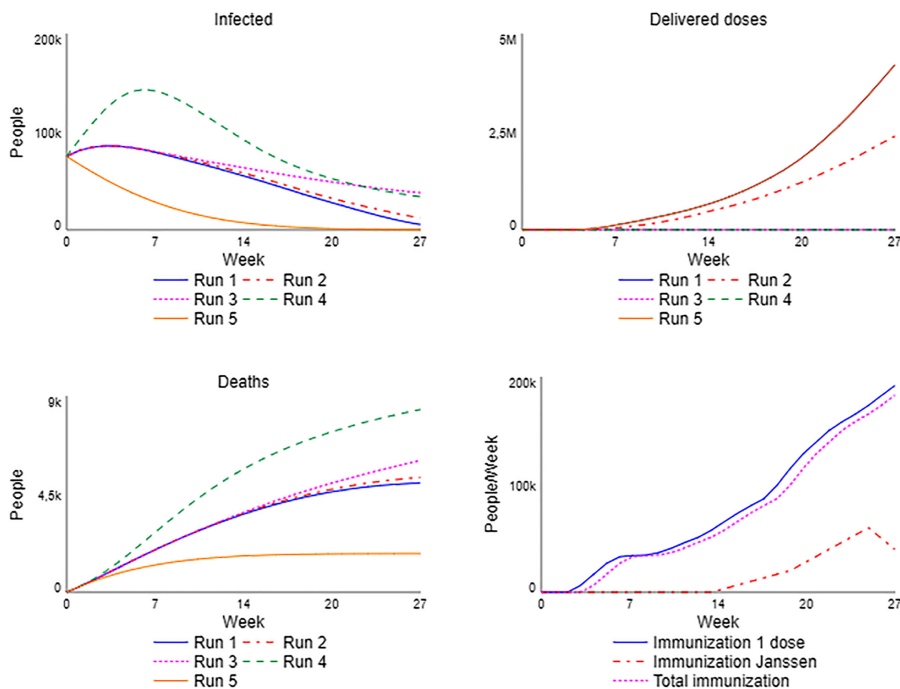 Infected
200k
100k
0
People
0 7 14 20 27
Week
Run 1 Run 2
Run 3 Run 4
Run 5
Delivered doses
5M
2,5M
0
0 7 14 20 27
Week
Run 1 Run 2
Run 3 Run 4
Run 5
Deaths
9k
4,5k
0
People
0 7 14 20 27
Week
Run 1 Run 2
Run 3 Run 4
Run 5
200k
100k
0
People/Week
0 7 14 20 27
Week
Immunization 1 dose
Immunization Janssen
Total immunization